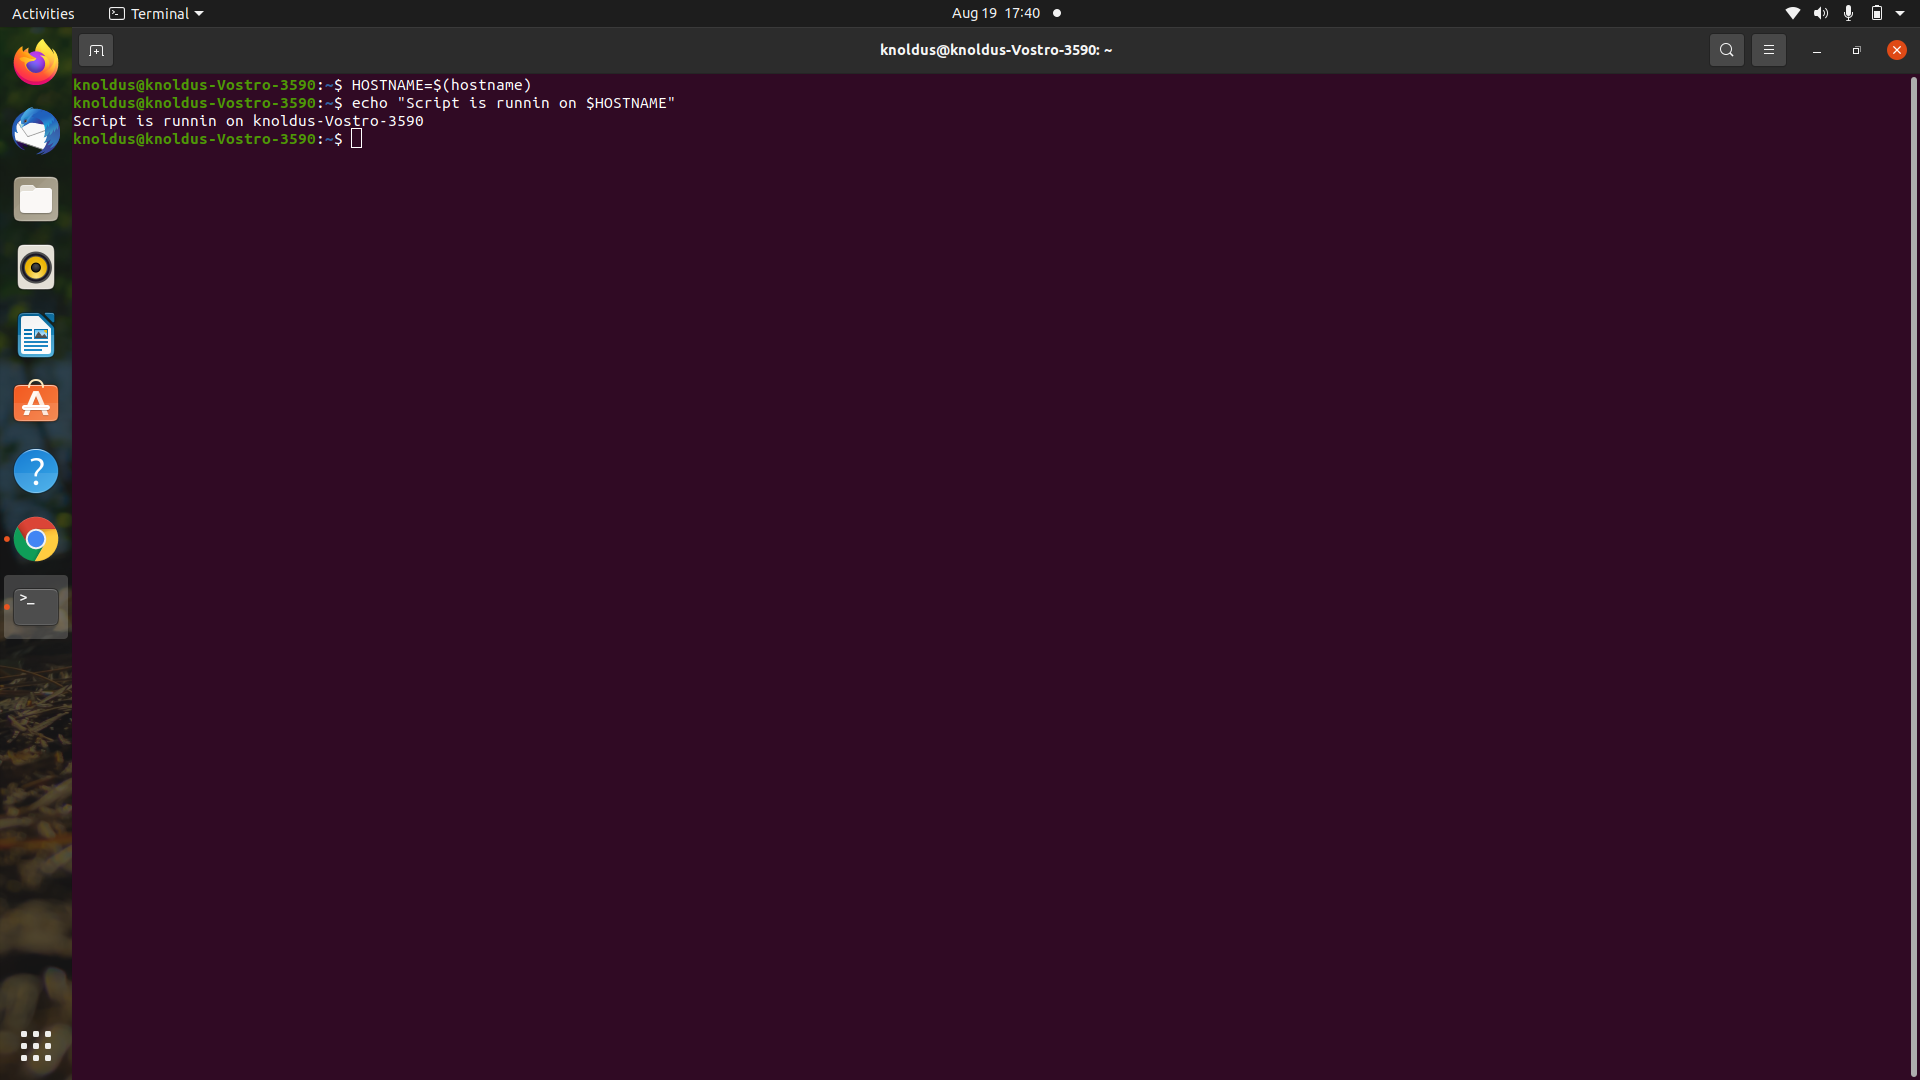 Activities Terminal Aug 19 17:40
knoldus@knoldus-Vostro-3590: ~
knoldus@knoldus-Vostro-3590:~$ HOSTNAME=$(hostname)
knoldus@knoldus-Vostro-3590:~$ echo "Script is runnin on $HOSTNAME"
Script is runnin on knoldus-Vostro-3590
knoldus@knoldus-Vostro-3590:~$